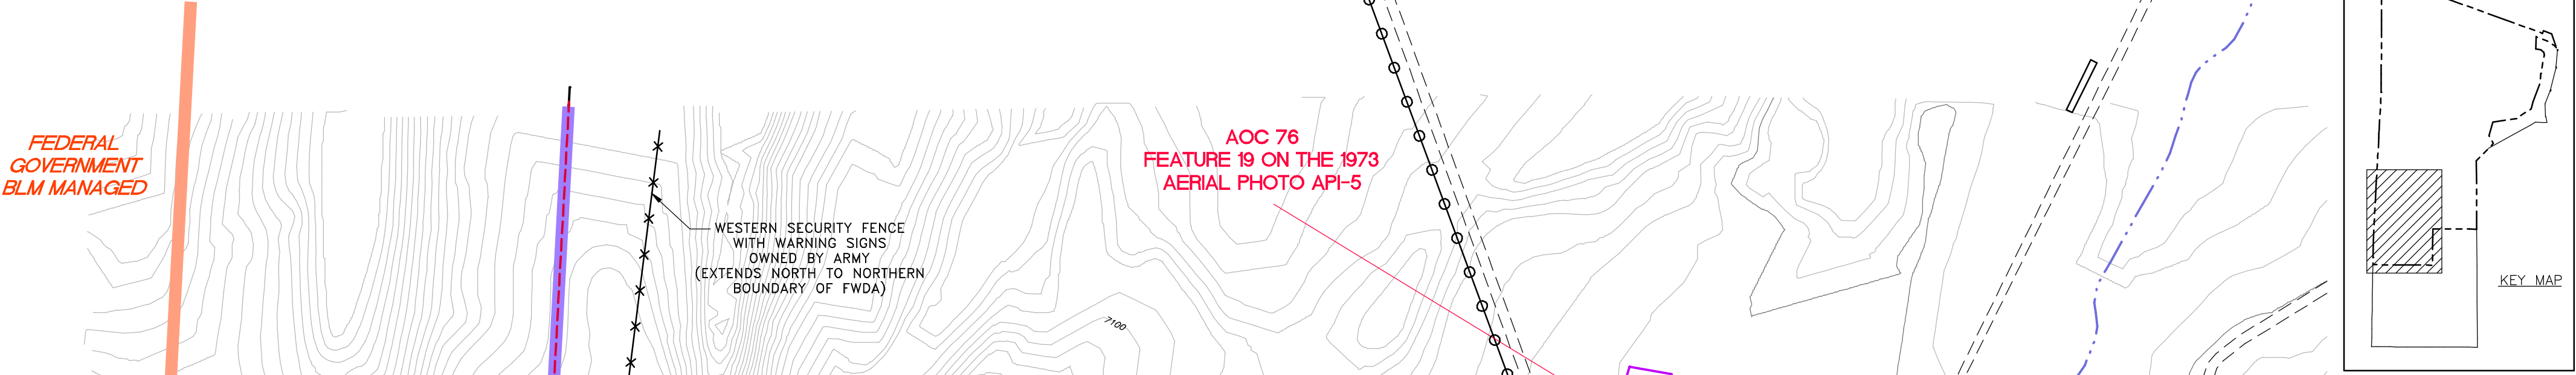 FEDERAL
GOVERNMENT
BLM MANAGED
WESTERN SECURITY FENCE
WITH WARNING SIGNS
OWNED BY ARMY
(EXTENDS NORTH TO NORTHERN
BOUNDARY OF FWDA)
AOC 76
FEATURE 19 ON THE 1973
AERIAL PHOTO API-5
7100
KEY MAP